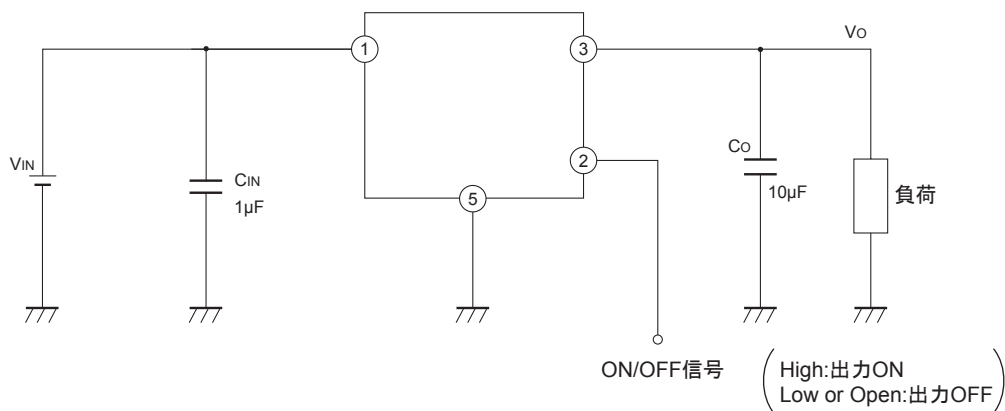 1
3
Vo
VIN
CIN
1µF
2
Co
10µF
負荷
5
ON/OFF信号
High:出力ON
Low or Open:出力OFF